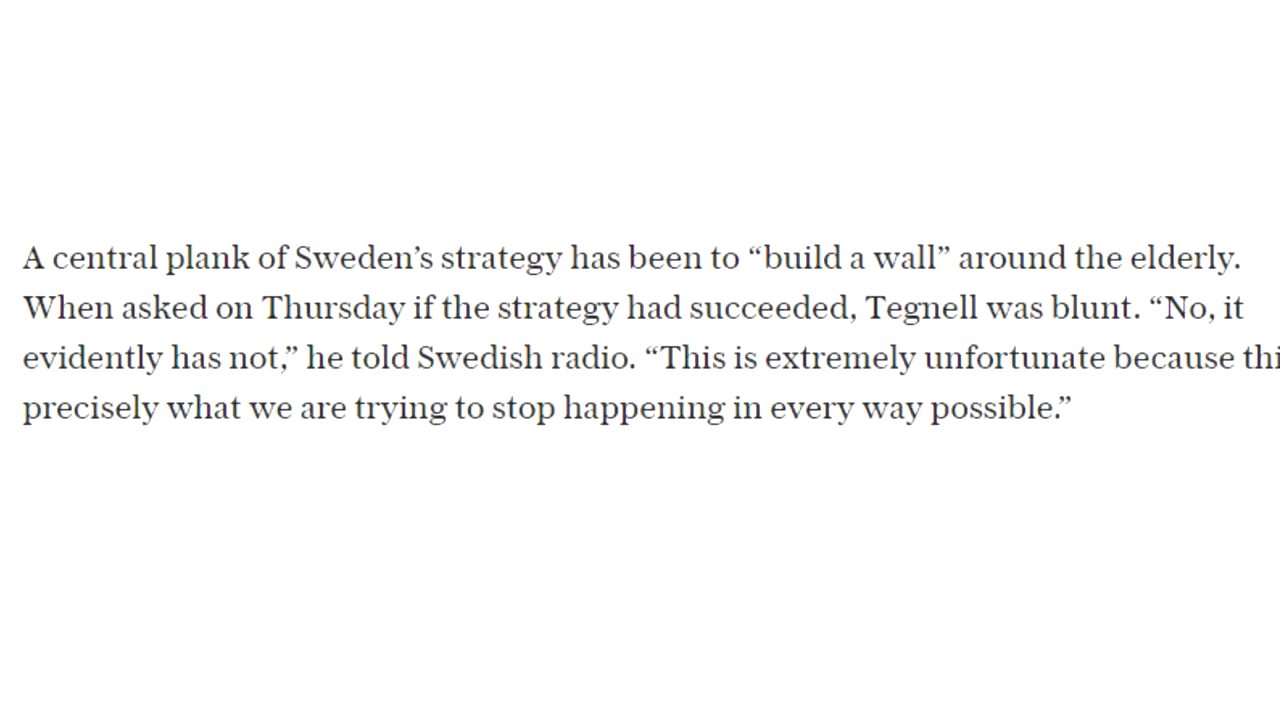 A central plank of Sweden’s strategy has been to “build a wall” around the elderly.
When asked on Thursday if the strategy had succeeded, Tegnell was blunt. “No, it
evidently has not,” he told Swedish radio. “This is extremely unfortunate because thi
precisely what we are trying to stop happening in every way possible.”